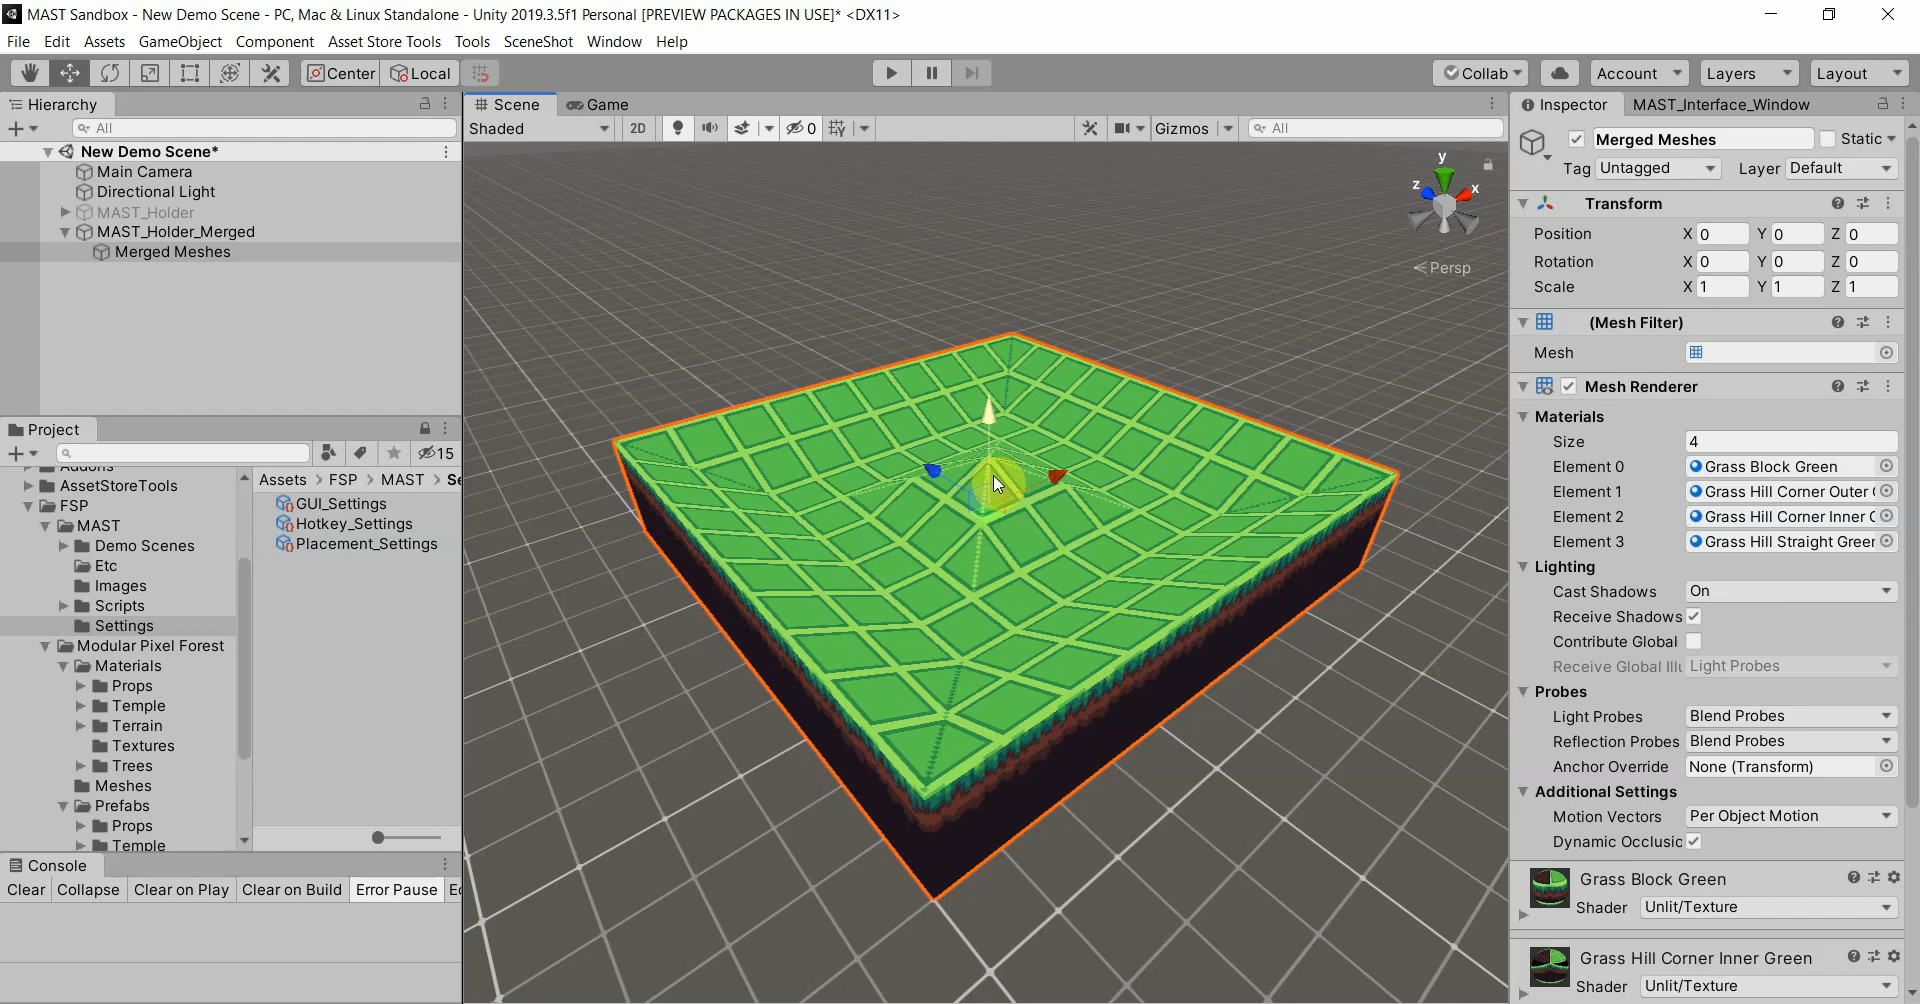 MAST Sandbox - New Demo Scene - PC, Mac & Linux Standalone - Unity 2019.3.5f1 Personal [PREVIEW PACKAGES IN USE]* <DX11>
File Edit Assets GameObject Component Asset Store Tools Tools SceneShot Window Help
Center Local Collab Account Layers Layout
Hierarchy
All
New Demo Scene*
Main Camera
Directional Light
MAST_Holder
MAST_Holder_Merged
Merged Meshes
Project
15
Addons
AssetStoreTools
FSP
MAST
Demo Scenes
Etc
Images
Scripts
Settings
Modular Pixel Forest
Materials
Props
Temple
Terrain
Textures
Trees
Meshes
Prefabs
Props
Temple
Assets > FSP > MAST > Se
GUI_Settings
Hotkey_Settings
Placement_Settings
Console
Clear Collapse Clear on Play Clear on Build Error Pause E
Scene Game
Shaded 2D 0 Gizmos All
y
z x
Persp
Inspector MAST_Interface_Window
Merged Meshes Static
Tag Untagged Layer Default
Transform
Position X 0 Y 0 Z 0
Rotation X 0 Y 0 Z 0
Scale X 1 Y 1 Z 1
(Mesh Filter)
Mesh
Mesh Renderer
Materials
Size 4
Element 0 Grass Block Green
Element 1 Grass Hill Corner Outer
Element 2 Grass Hill Corner Inner
Element 3 Grass Hill Straight Green
Lighting
Cast Shadows On
Receive Shadows
Contribute Global
Receive Global Illu Light Probes
Probes
Light Probes Blend Probes
Reflection Probes Blend Probes
Anchor Override None (Transform)
Additional Settings
Motion Vectors Per Object Motion
Dynamic Occlusic
Grass Block Green
Shader Unlit/Texture
Grass Hill Corner Inner Green
Shader Unlit/Texture